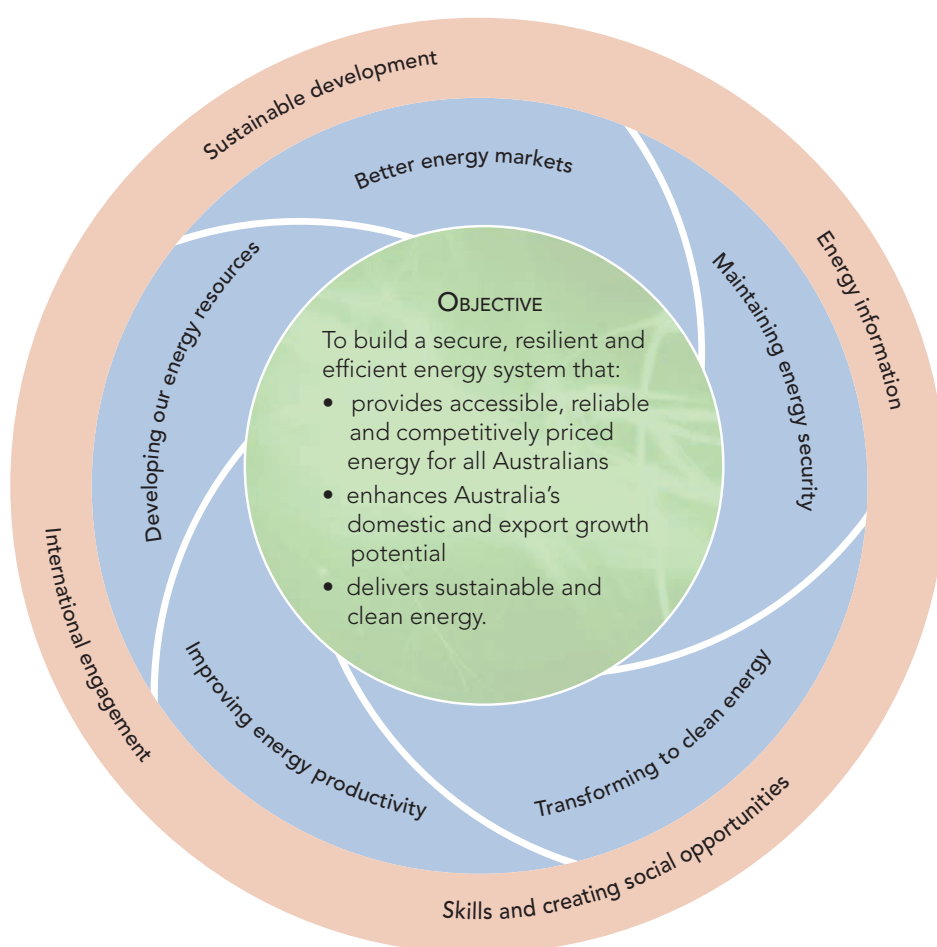 Sustainable development
Better energy markets
Energy information
Maintaining energy security
Developing our energy resources
OBJECTIVE
To build a secure, resilient and
efficient energy system that:
• provides accessible, reliable
and competitively priced
energy for all Australians
• enhances Australia's
domestic and export growth
potential
• delivers sustainable and
clean energy.
International engagement
Improving energy productivity
Transforming to clean energy
Skills and creating social opportunities